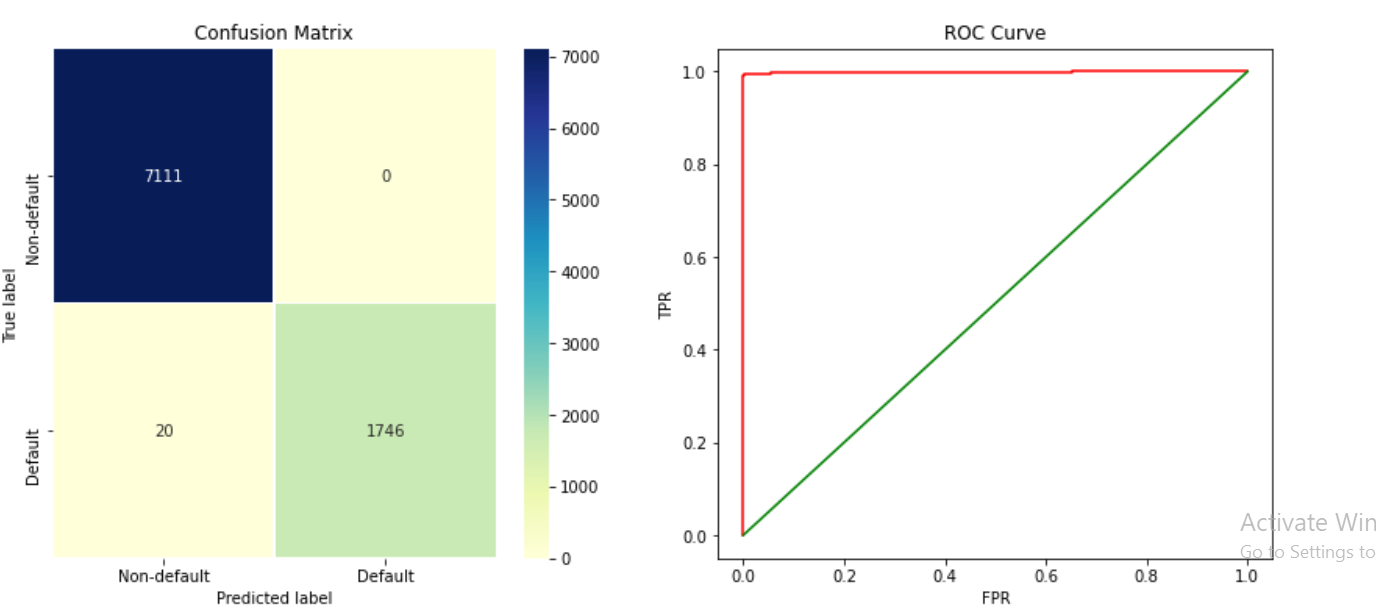 Confusion Matrix
7111
0
20
1746
Non-default
Default
True label
Non-default
Default
Predicted label
7000
6000
5000
4000
3000
2000
1000
0
ROC Curve
1.0
0.8
0.6
0.4
0.2
0.0
TPR
0.0 0.2 0.4 0.6 0.8 1.0
FPR
Activate Win
Go to Settings to